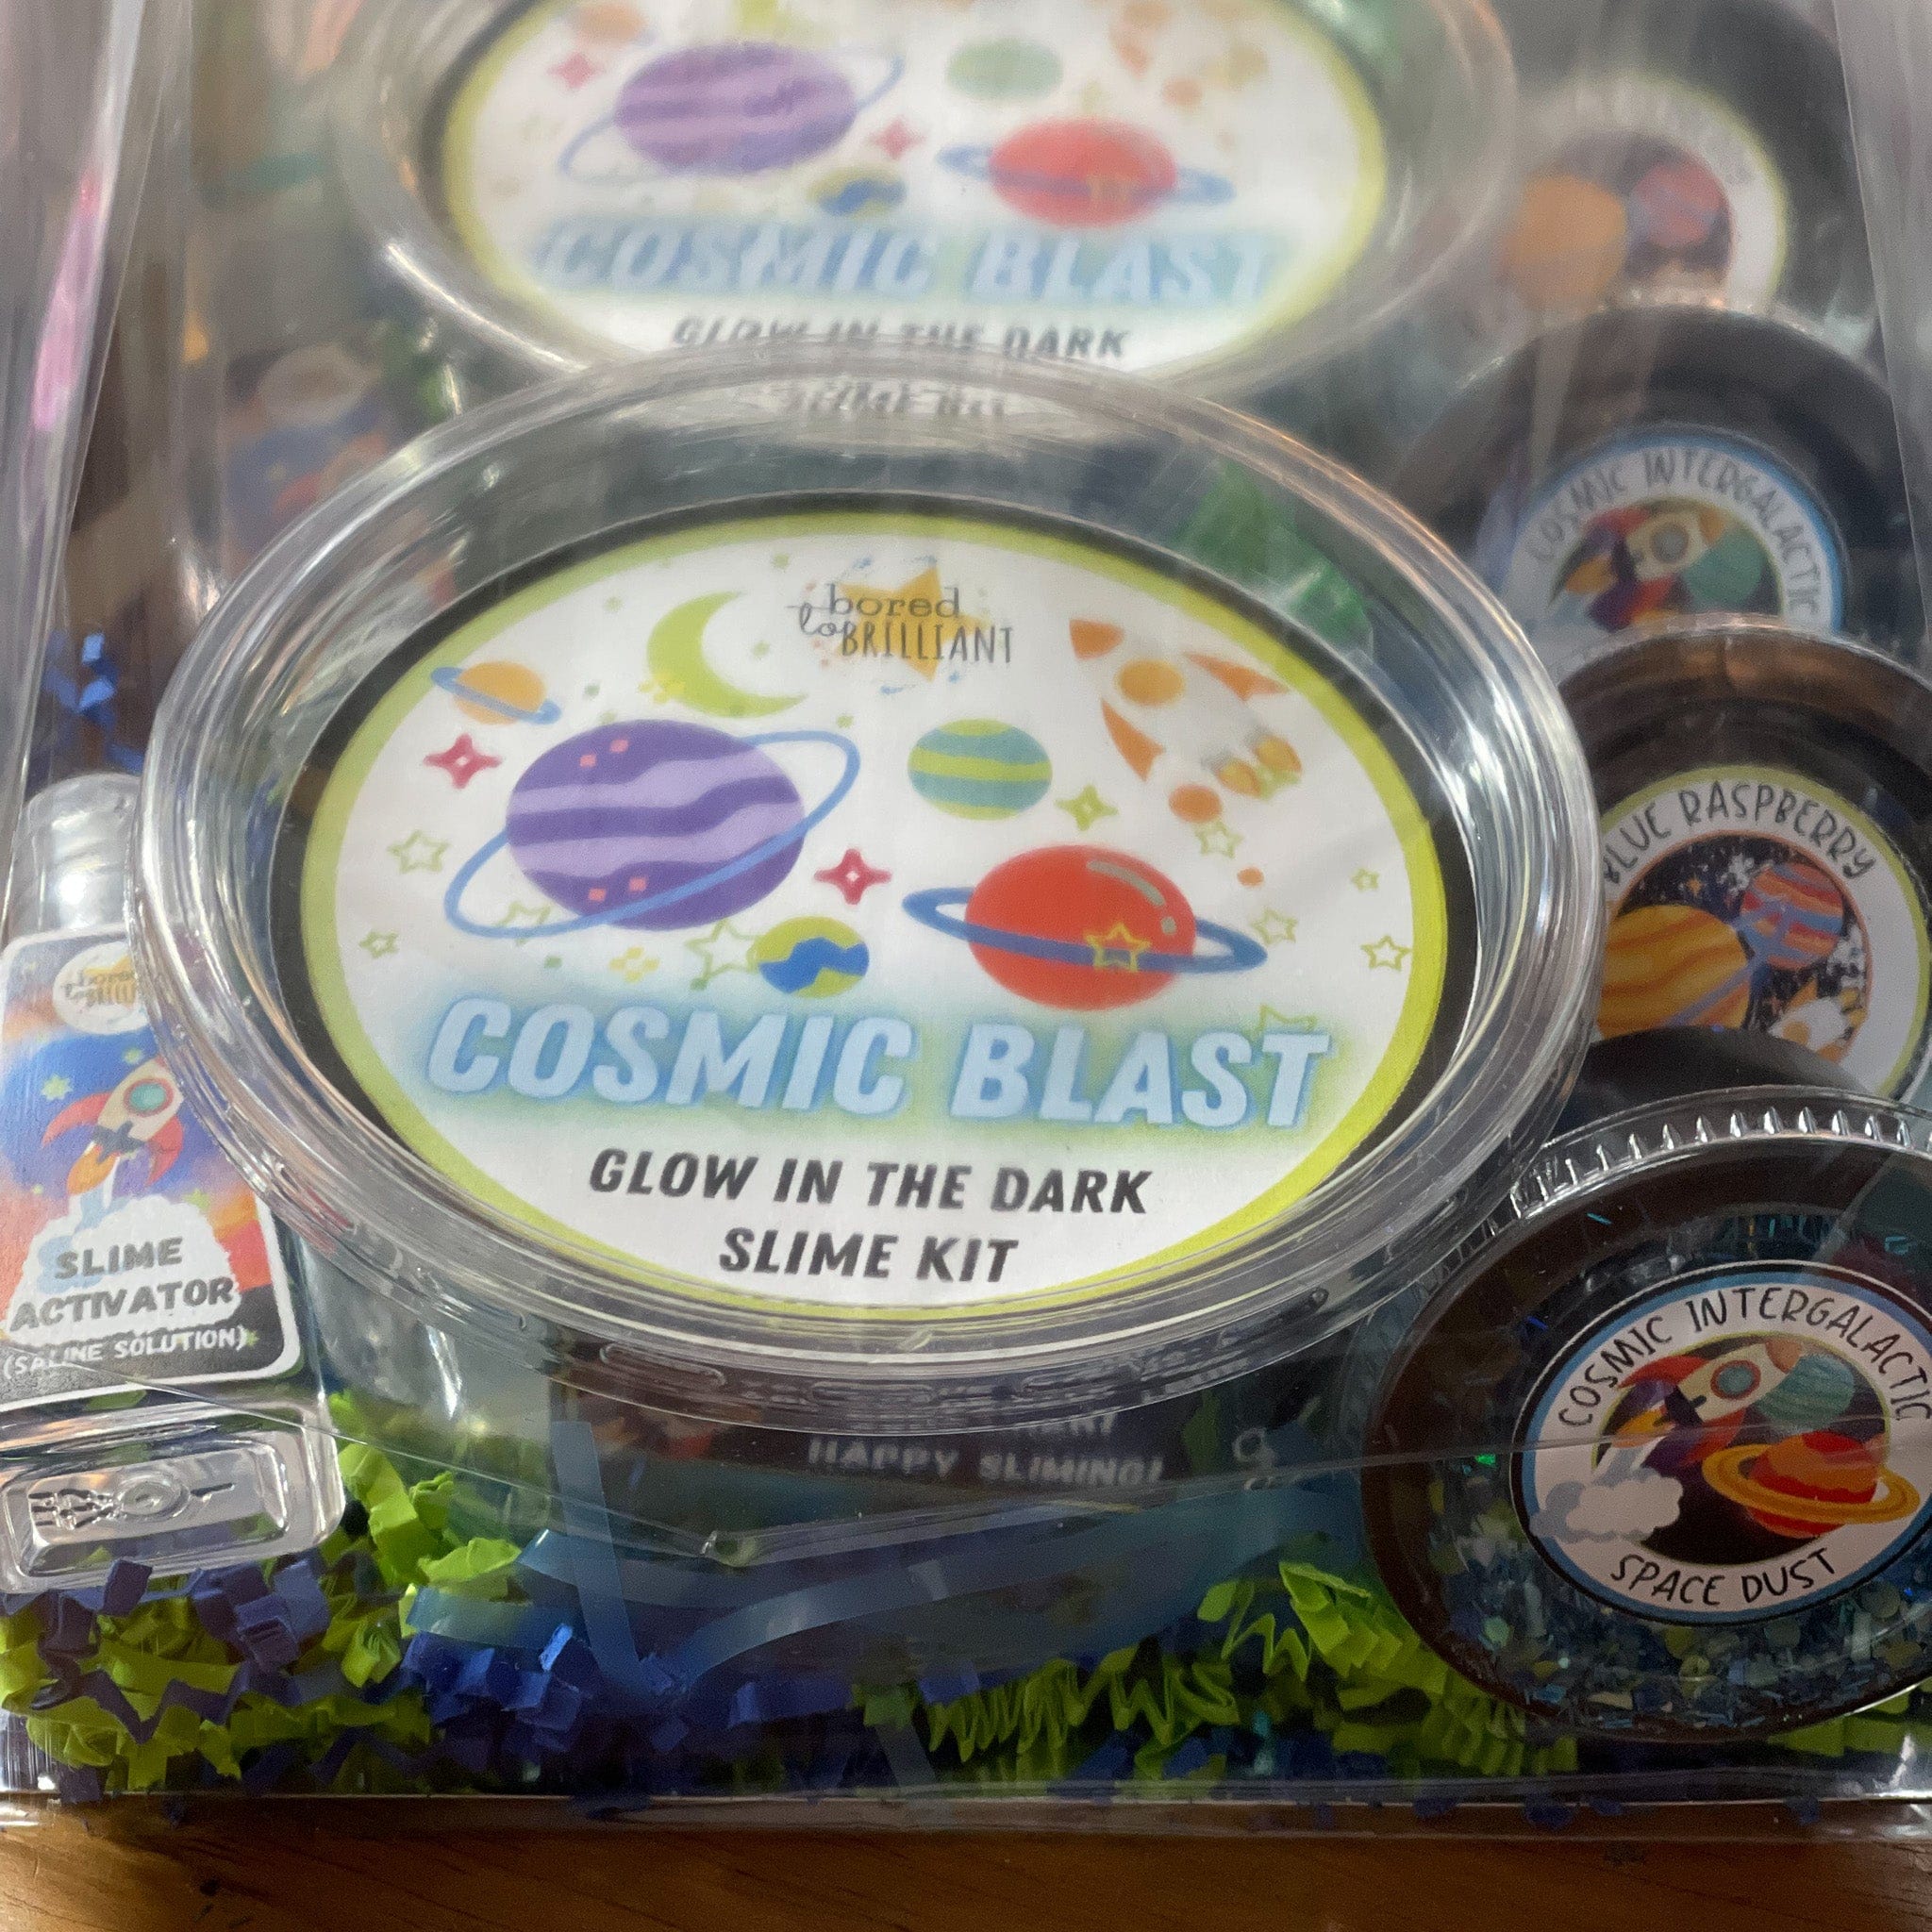 COSMIC BLAST
GLOW IN THE DARK
COSMIC INTERGALACTIC
bored
to BRILLIANT
COSMIC BLAST
GLOW IN THE DARK
SLIME KIT
BLUE RASPBERRY
SLIME
ACTIVATOR
(SALINE SOLUTION)
HAPPY SLIMING!
COSMIC INTERGALACTIC
SPACE DUST